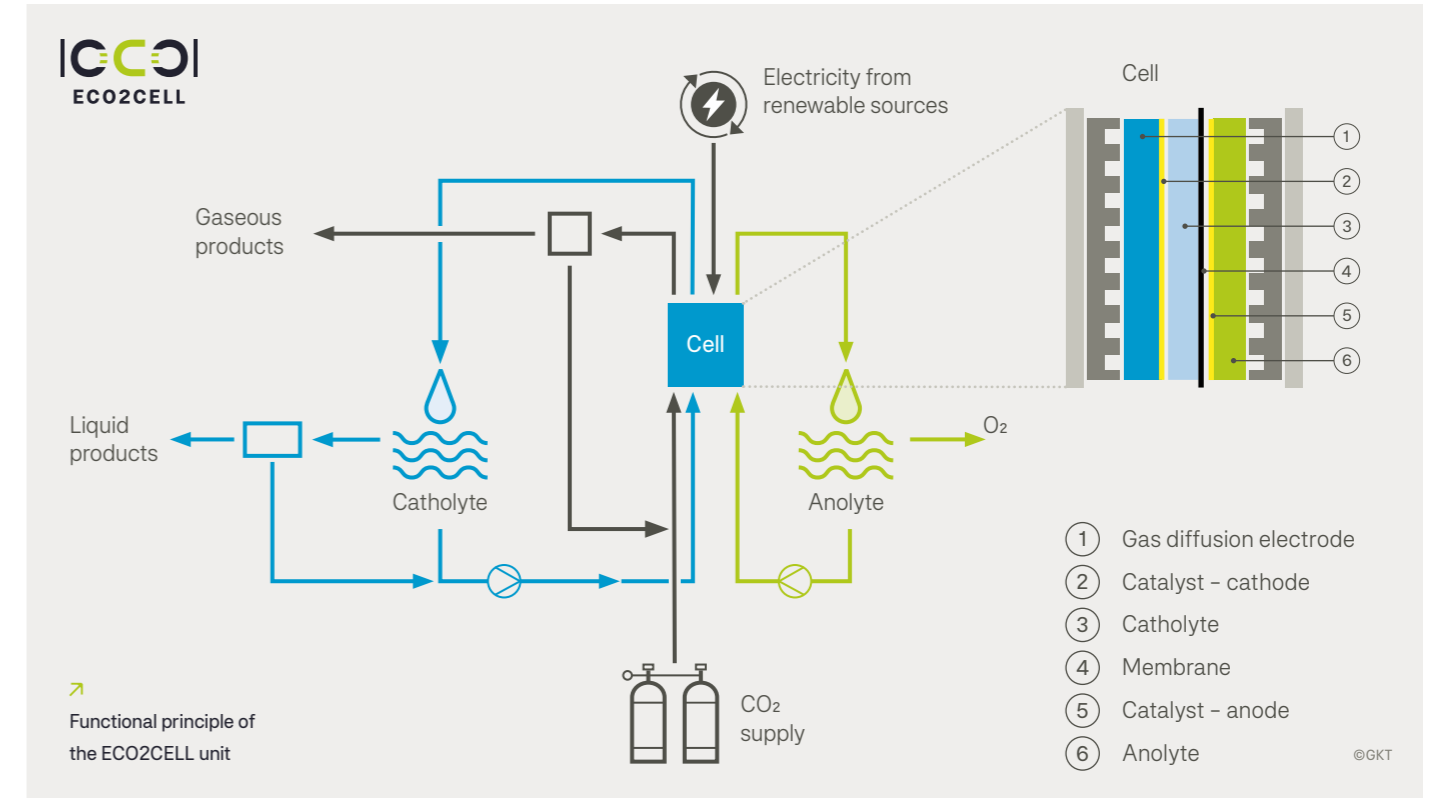 ECO2CELL
Electricity from
renewable sources
Cell
1
2
3
4
5
6
Gaseous
products
Cell
Liquid
products
Catholyte
Anolyte
O₂
CO₂
supply
1 Gas diffusion electrode
2 Catalyst – cathode
3 Catholyte
4 Membrane
5 Catalyst – anode
6 Anolyte
Functional principle of
the ECO2CELL unit
©GKT